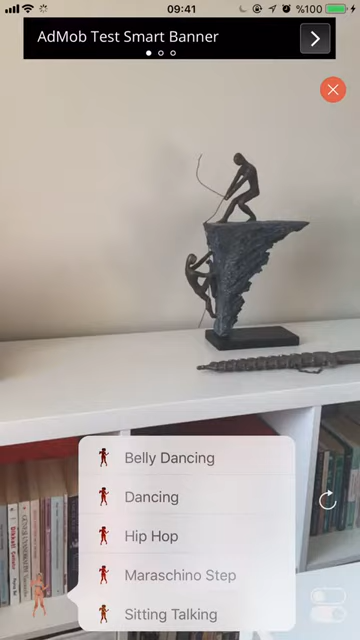 09:41
%100
AdMob Test Smart Banner
Belly Dancing
Dancing
Hip Hop
Maraschino Step
Sitting Talking